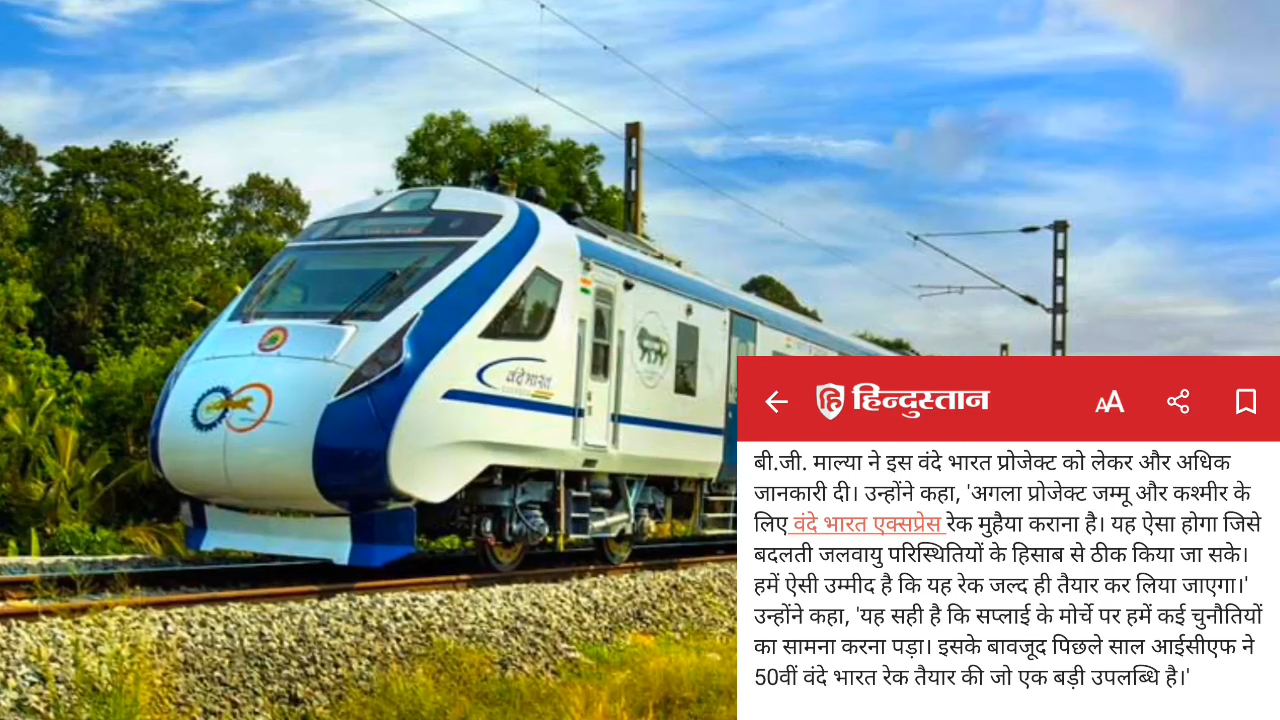 वंदे भारत
हिन्दुस्तान
AA
बी.जी. माल्या ने इस वंदे भारत प्रोजेक्ट को लेकर और अधिक
जानकारी दी। उन्होंने कहा, 'अगला प्रोजेक्ट जम्मू और कश्मीर के
लिए वंदे भारत एक्सप्रेस रेक मुहैया कराना है। यह ऐसा होगा जिसे
बदलती जलवायु परिस्थितियों के हिसाब से ठीक किया जा सके।
हमें ऐसी उम्मीद है कि यह रेक जल्द ही तैयार कर लिया जाएगा।'
उन्होंने कहा, 'यह सही है कि सप्लाई के मोर्चे पर हमें कई चुनौतियों
का सामना करना पड़ा। इसके बावजूद पिछले साल आईसीएफ ने
50वीं वंदे भारत रेक तैयार की जो एक बड़ी उपलब्धि है।'